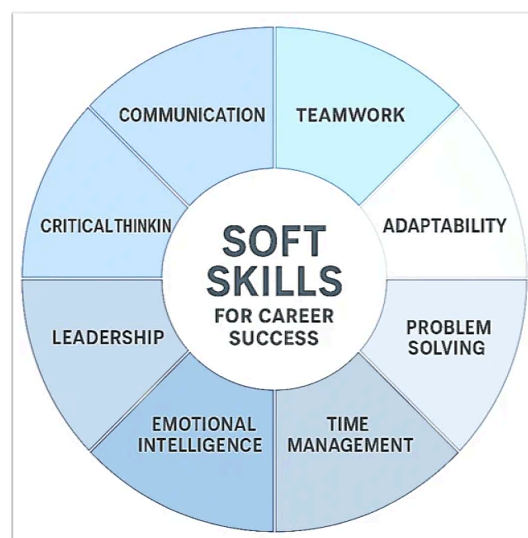 COMMUNICATION
TEAMWORK
CRITICALTHINKIN
ADAPTABILITY
SOFT
SKILLS
FOR CAREER
SUCCESS
LEADERSHIP
PROBLEM
SOLVING
EMOTIONAL
INTELLIGENCE
TIME
MANAGEMENT